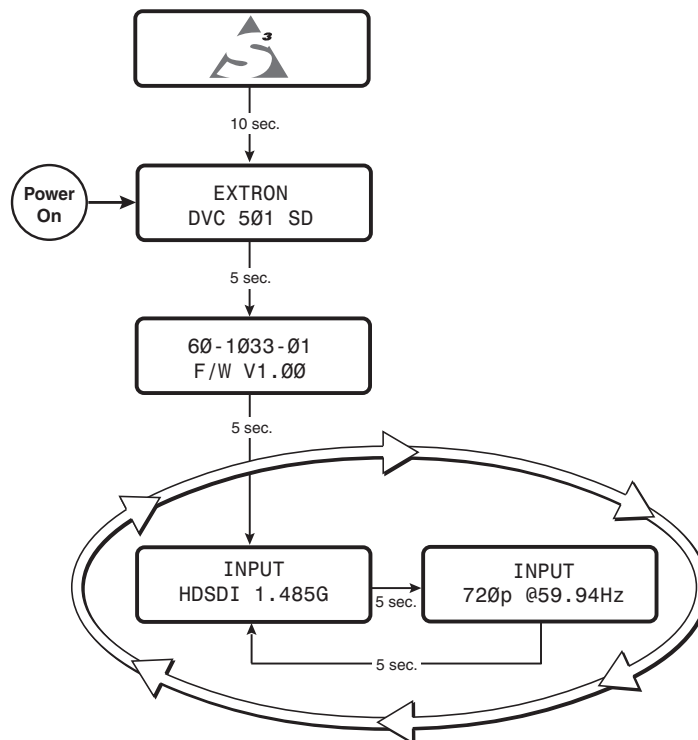 S3
10 sec.
Power
On
EXTRON
DVC 5Ø1 SD
5 sec.
6Ø-1Ø33-Ø1
F/W V1.ØØ
5 sec.
INPUT
HDSDI 1.485G
5 sec.
INPUT
72Øp @59.94Hz
5 sec.